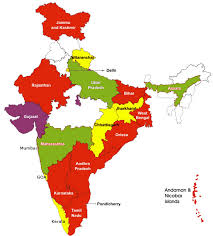 Jammu
and Kashmir
Uttaranchal
Delhi
Rajasthan
Uttar
Pradesh
Bihar
Assam
Jharkhand
West
Bengal
Gujarat
Chhattisgarh
Orissa
Mumbai
Maharashtra
Andhra
Pradesh
GOA
Karnataka
Andaman &
Nicobar
Islands
Pondicherry
Tamil
Nadu
Kerala